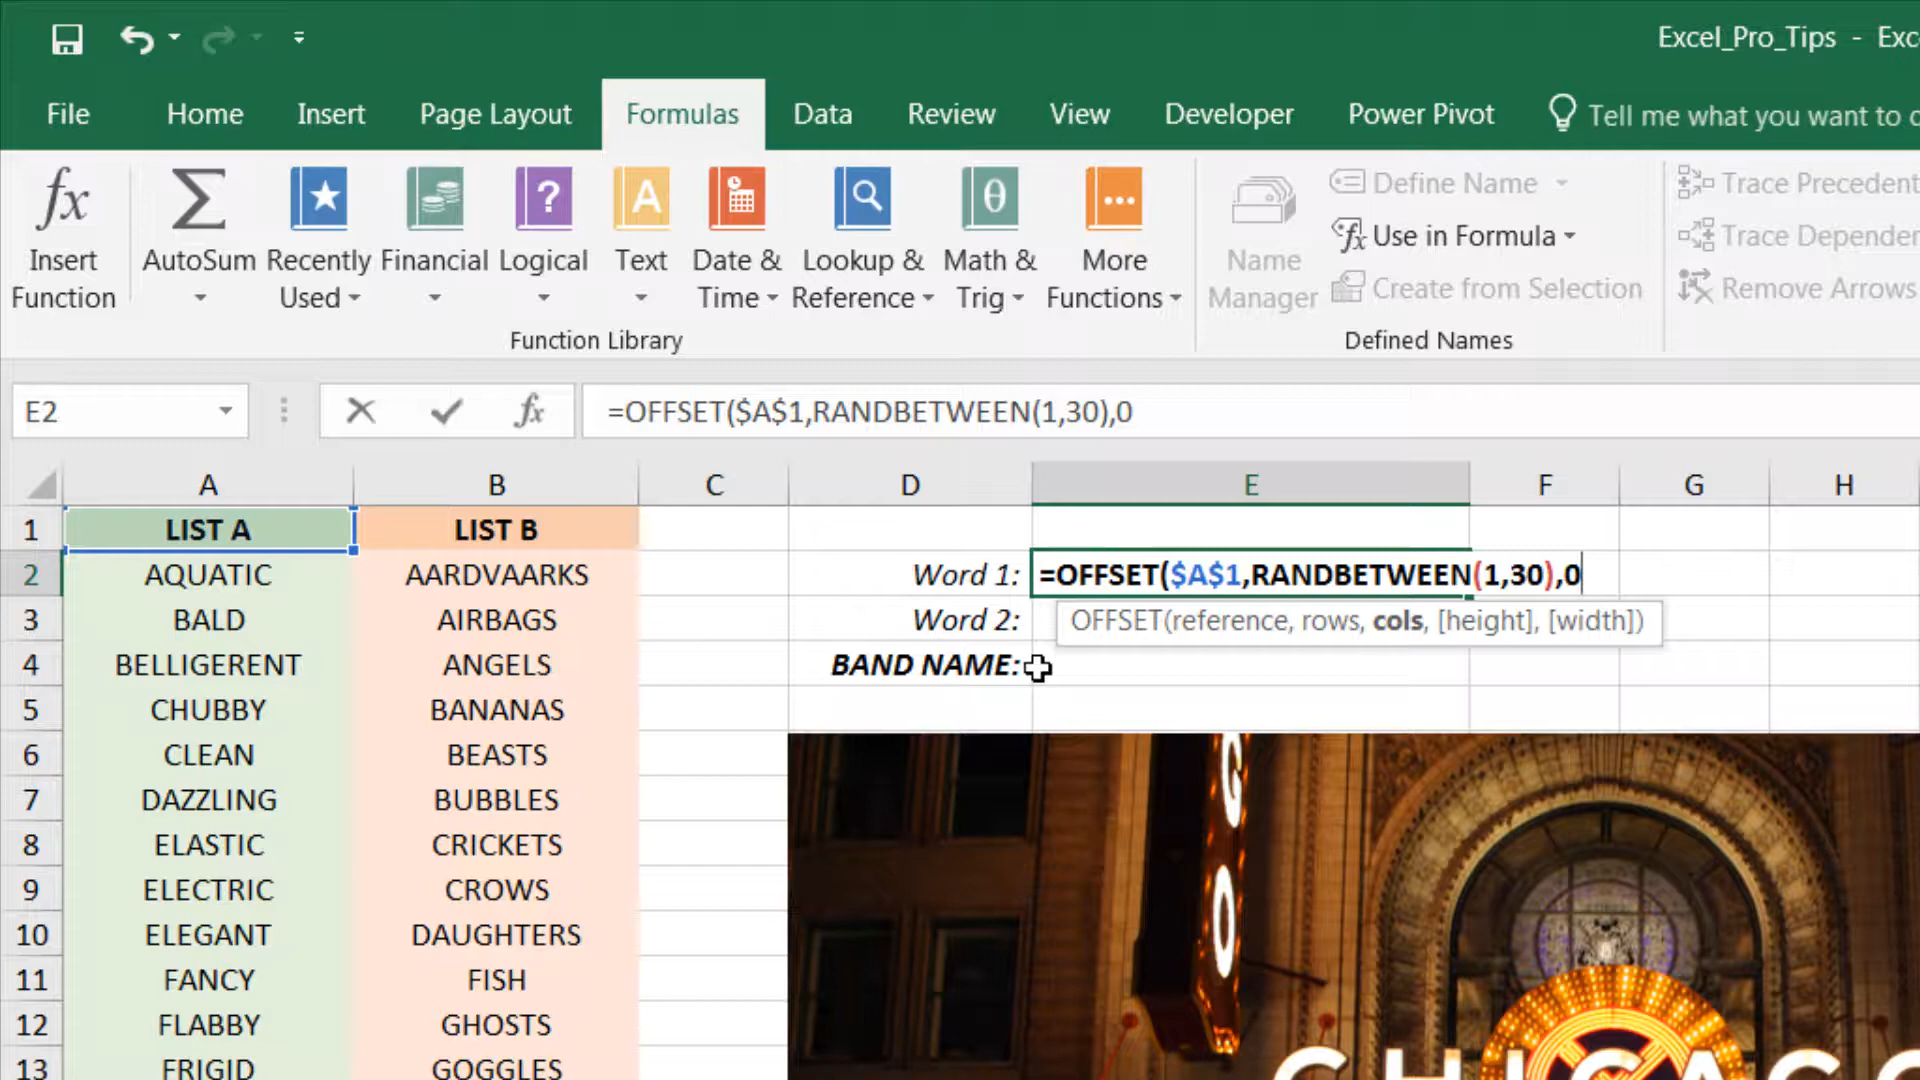 Excel_Pro_Tips - Exc
File Home Insert Page Layout Formulas Data Review View Developer Power Pivot Tell me what you want to
fx Σ ? A θ
Insert Function
AutoSum
Recently Used
Financial
Logical
Text
Date & Time
Lookup & Reference
Math & Trig
More Functions
Name Manager
Define Name
Use in Formula
Create from Selection
Trace Preceden
Trace Depender
Remove Arrows
Function Library
Defined Names
E2 fx =OFFSET($A$1,RANDBETWEEN(1,30),0
A B C D E F G H
1 LIST A LIST B
2 AQUATIC AARDVAARKS Word 1: =OFFSET($A$1,RANDBETWEEN(1,30),0
3 BALD AIRBAGS Word 2: OFFSET(reference, rows, cols, [height], [width])
4 BELLIGERENT ANGELS BAND NAME:
5 CHUBBY BANANAS
6 CLEAN BEASTS
7 DAZZLING BUBBLES
8 ELASTIC CRICKETS
9 ELECTRIC CROWS
10 ELEGANT DAUGHTERS
11 FANCY FISH
12 FLABBY GHOSTS
13 FRIGID GOGGLES
G
O
CHICAGO